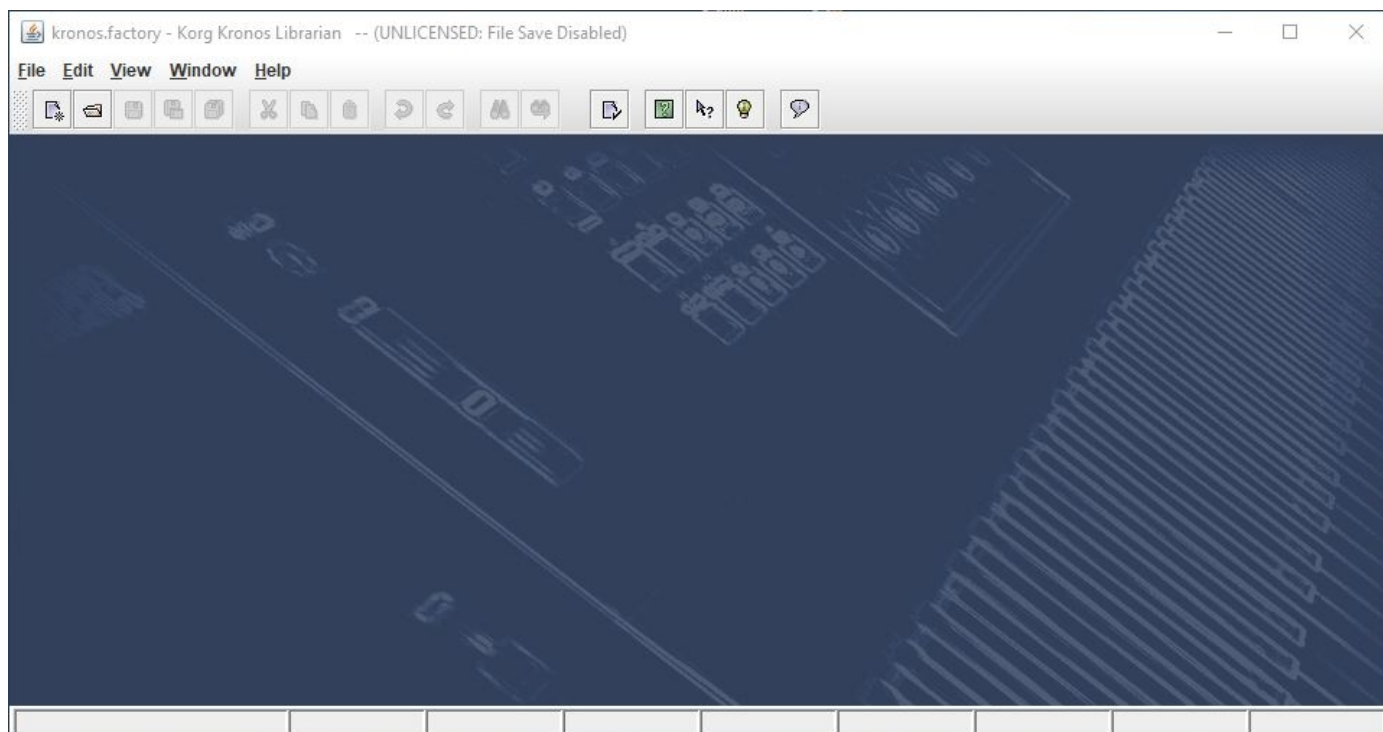 kronos.factory - Korg Kronos Librarian -- (UNLICENSED: File Save Disabled)
File Edit View Window Help